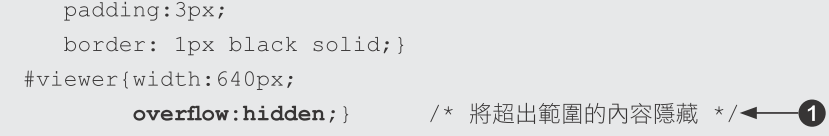 padding:3px;
border: 1px black solid;}
#viewer{width:640px;
overflow:hidden;} /* 將超出範圍的內容隱藏 */ ❶